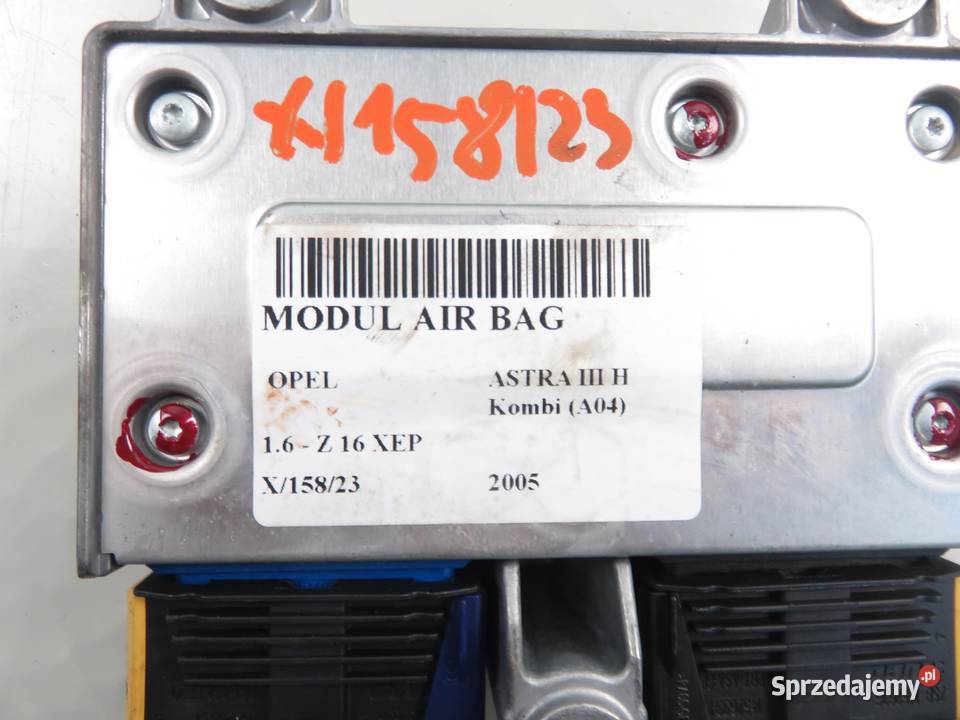 X/158/23
MODUL AIR BAG
OPEL ASTRA III H
Kombi (A04)
1.6 - Z 16 XEP
X/158/23 2005
Sprzedajemy.pl